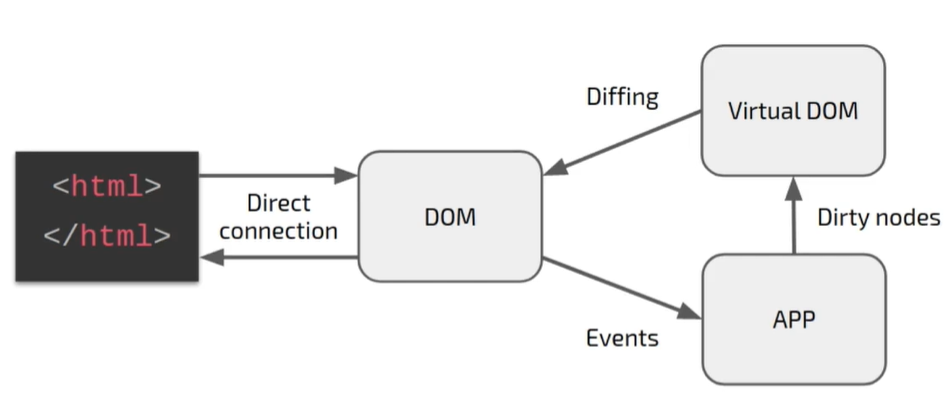 <html>
</html>
Direct
connection
DOM
Diffing
Virtual DOM
Dirty nodes
APP
Events